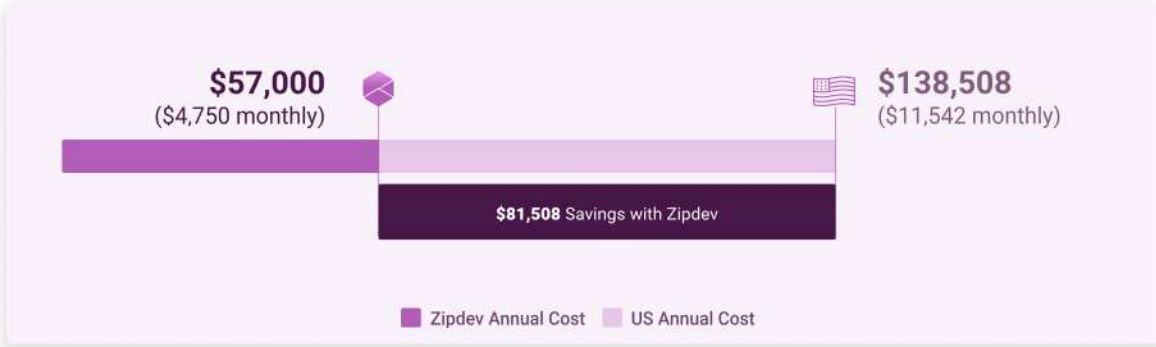 $57,000
($4,750 monthly)
$138,508
($11,542 monthly)
$81,508 Savings with Zipdev
Zipdev Annual Cost
US Annual Cost